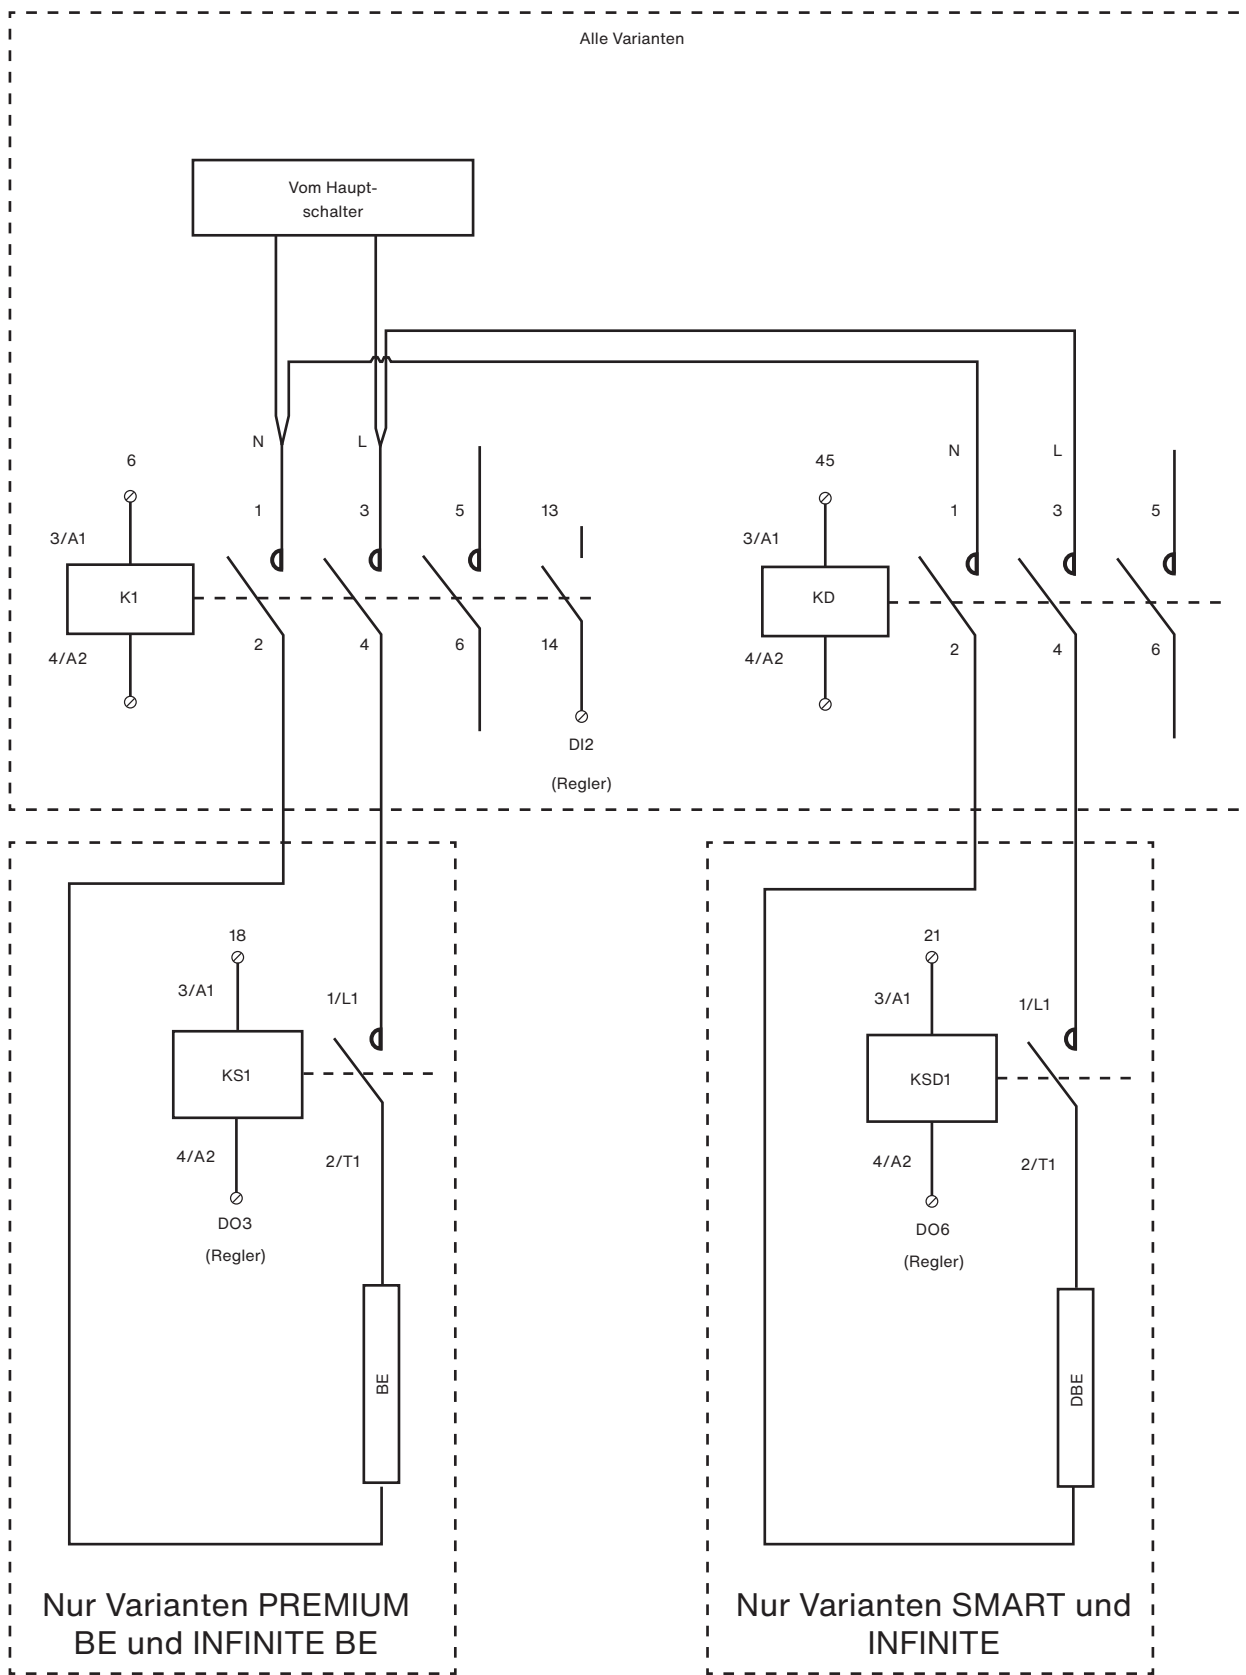 Alle Varianten
Vom Haupt-
schalter
N
L
N
L
6
45
1
3
5
13
1
3
5
3/A1
3/A1
K1
KD
2
4
6
14
2
4
6
4/A2
4/A2
DI2
(Regler)
18
21
3/A1
1/L1
3/A1
1/L1
KS1
KSD1
4/A2
2/T1
4/A2
2/T1
DO3
(Regler)
DO6
(Regler)
BE
DBE
Nur Varianten PREMIUM
BE und INFINITE BE
Nur Varianten SMART und
INFINITE